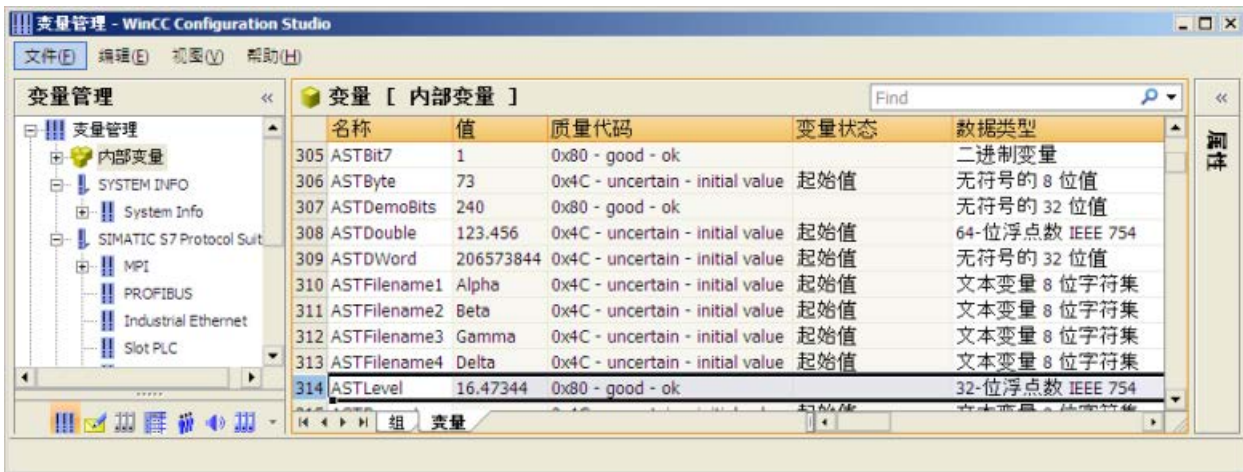 变量管理 - WinCC Configuration Studio
文件(F) 编辑(E) 视图(V) 帮助(H)
变量管理 «
变量管理
内部变量
SYSTEM INFO
System Info
SIMATIC S7 Protocol Suit
MPI
PROFIBUS
Industrial Ethernet
Slot PLC
变量 [ 内部变量 ] Find
名称 值 质量代码 变量状态 数据类型
305 ASTBit7 1 0x80 - good - ok 二进制变量
306 ASTByte 73 0x4C - uncertain - initial value 起始值 无符号的 8 位值
307 ASTDemoBits 240 0x80 - good - ok 无符号的 32 位值
308 ASTDouble 123.456 0x4C - uncertain - initial value 起始值 64-位浮点数 IEEE 754
309 ASTDWord 206573844 0x4C - uncertain - initial value 起始值 无符号的 32 位值
310 ASTFilename1 Alpha 0x4C - uncertain - initial value 起始值 文本变量 8 位字符集
311 ASTFilename2 Beta 0x4C - uncertain - initial value 起始值 文本变量 8 位字符集
312 ASTFilename3 Gamma 0x4C - uncertain - initial value 起始值 文本变量 8 位字符集
313 ASTFilename4 Delta 0x4C - uncertain - initial value 起始值 文本变量 8 位字符集
314 ASTLevel 16.47344 0x80 - good - ok 32-位浮点数 IEEE 754
组 变量
«
属性